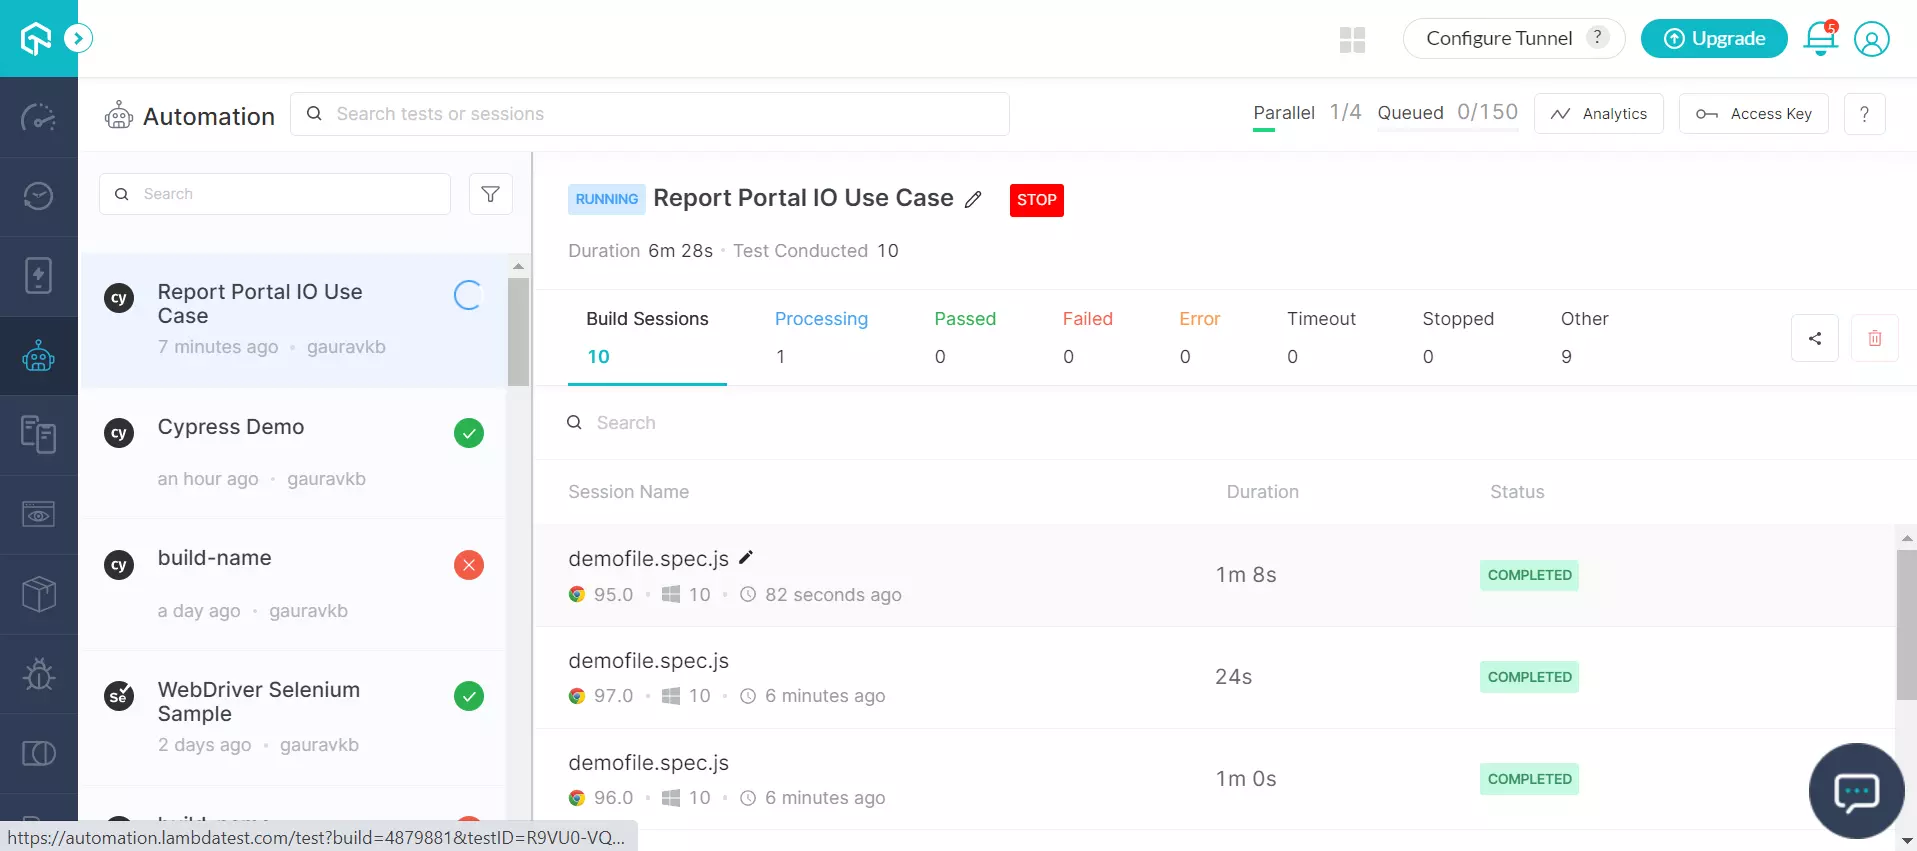 Configure Tunnel ?
Upgrade
5
Automation
Search tests or sessions
Parallel 1/4 Queued 0/150
Analytics
Access Key
?
Search
cy
Report Portal IO Use
Case
7 minutes ago • gauravkb
cy
Cypress Demo
an hour ago • gauravkb
cy
build-name
a day ago • gauravkb
Se
WebDriver Selenium
Sample
2 days ago • gauravkb
https://automation.lambdatest.com/test?build=4879881&testID=R9VU0-VQ...
RUNNING Report Portal IO Use Case STOP
Duration 6m 28s • Test Conducted 10
Build Sessions Processing Passed Failed Error Timeout Stopped Other
10 1 0 0 0 0 0 9
Search
Session Name Duration Status
demofile.spec.js
95.0 • 10 • 82 seconds ago
1m 8s
COMPLETED
demofile.spec.js
97.0 • 10 • 6 minutes ago
24s
COMPLETED
demofile.spec.js
96.0 • 10 • 6 minutes ago
1m 0s
COMPLETED